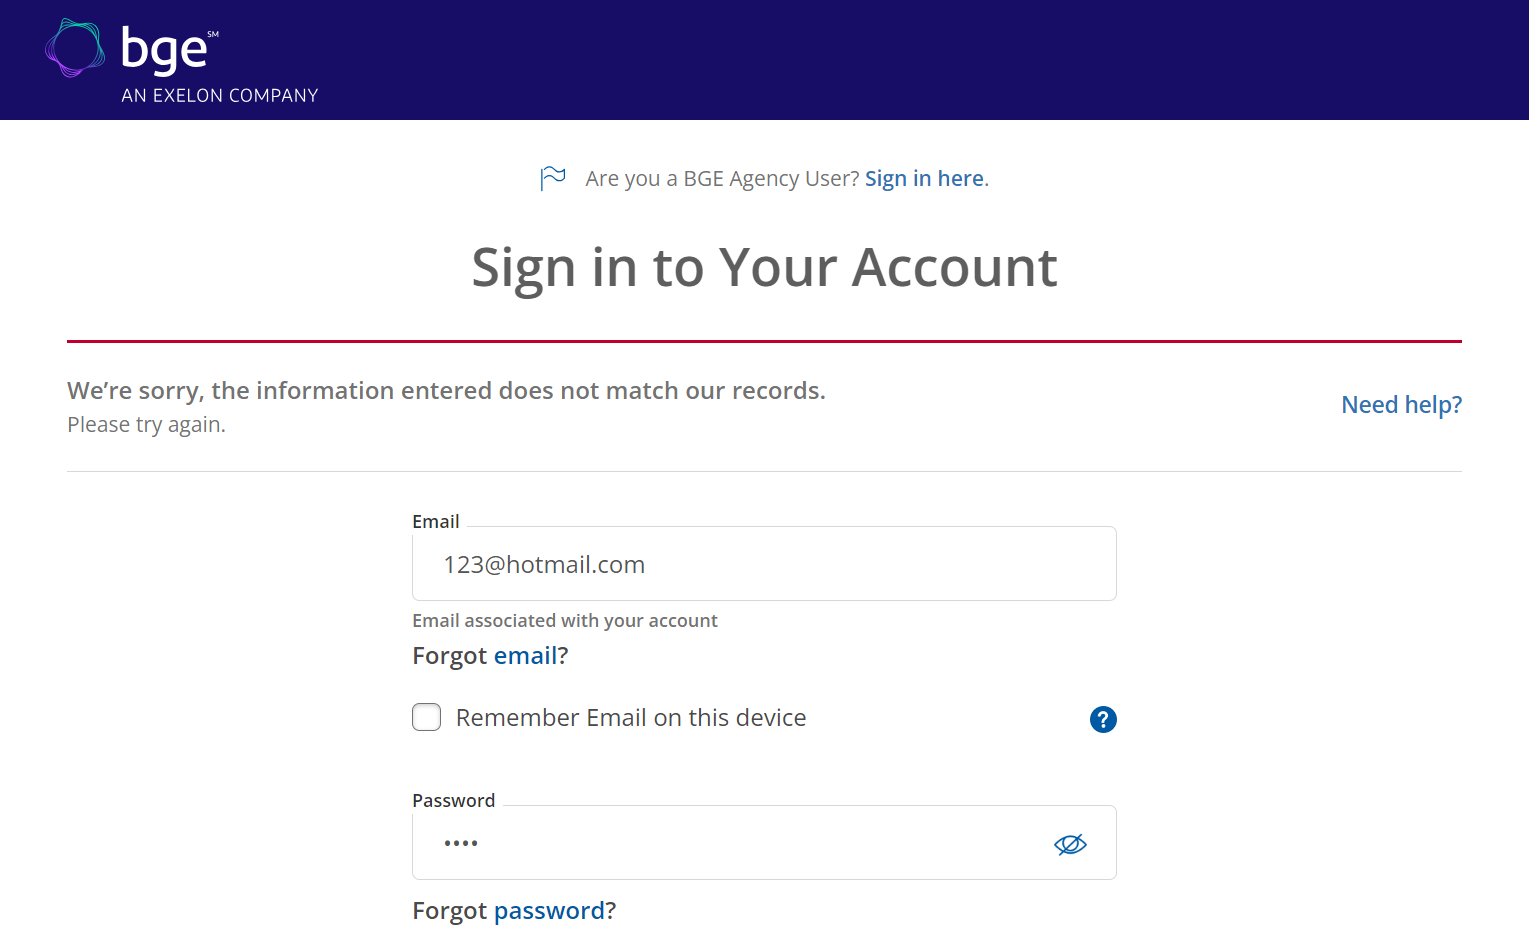 bge℠
AN EXELON COMPANY
Are you a BGE Agency User? Sign in here.
Sign in to Your Account
We’re sorry, the information entered does not match our records.
Please try again.
Need help?
Email
123@hotmail.com
Email associated with your account
Forgot email?
Remember Email on this device
?
Password
••••
Forgot password?